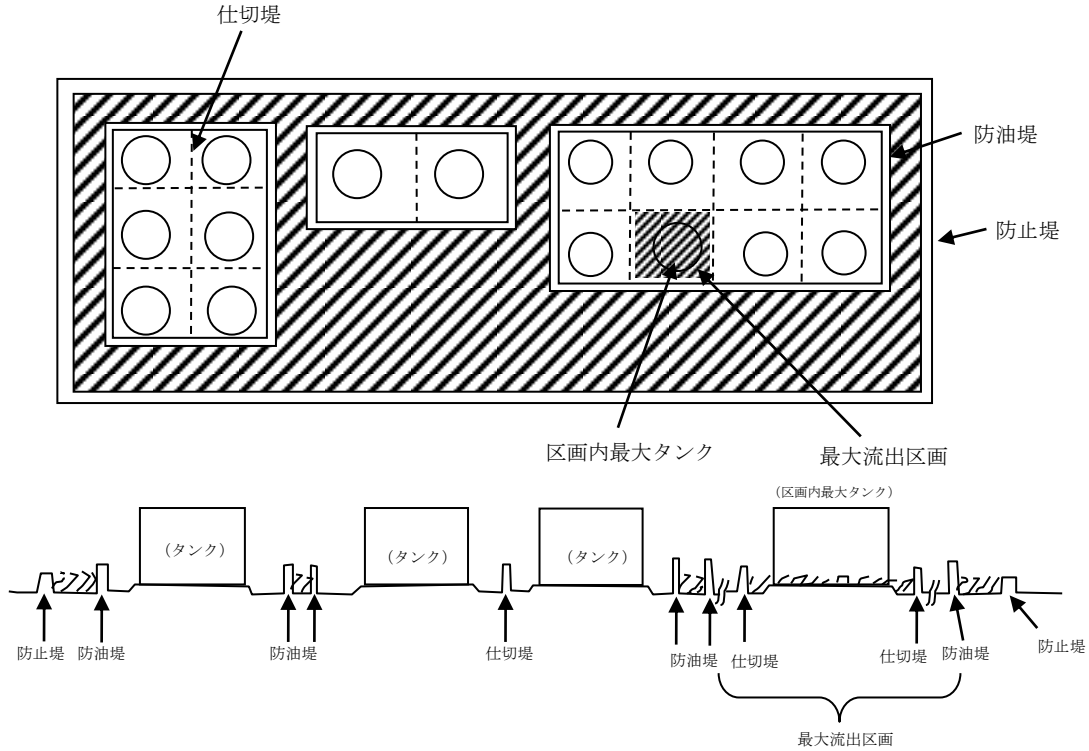 仕切堤
防油堤
防止堤
区画内最大タンク
最大流出区画
（区画内最大タンク）
（タンク）
（タンク）
（タンク）
防止堤
防油堤
防油堤
仕切堤
防油堤
仕切堤
仕切堤
防油堤
防止堤
最大流出区画